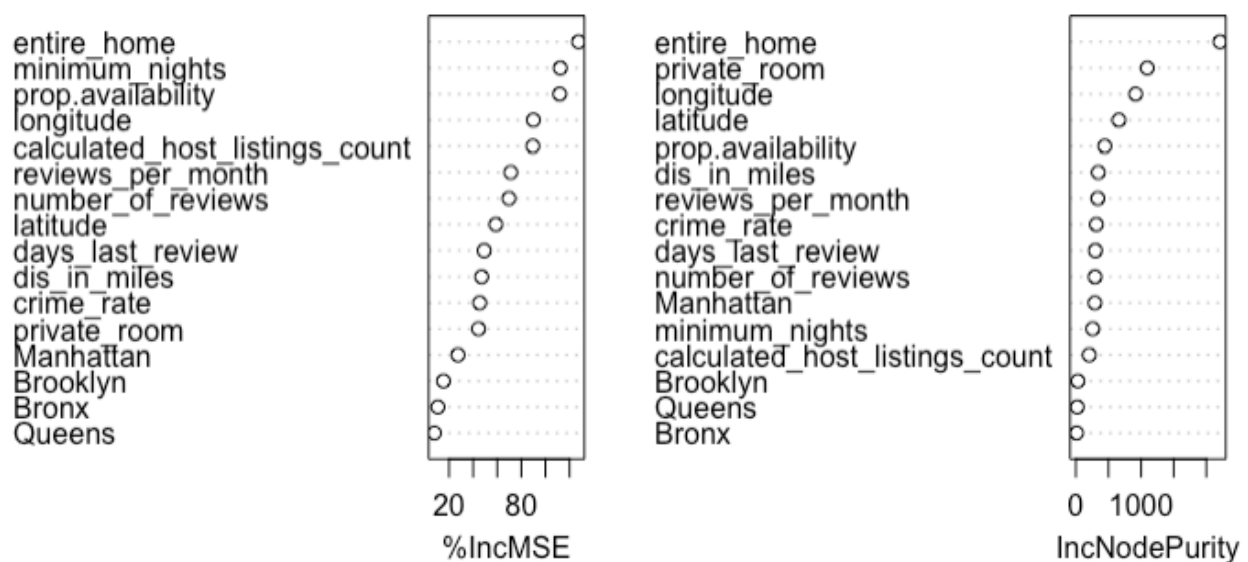 entire_home
minimum_nights
prop.availability
longitude
calculated_host_listings_count
reviews_per_month
number_of_reviews
latitude
days_last_review
dis_in_miles
crime_rate
private_room
Manhattan
Brooklyn
Bronx
Queens
20 80
%IncMSE
entire_home
private_room
longitude
latitude
prop.availability
dis_in_miles
reviews_per_month
crime_rate
days_last_review
number_of_reviews
Manhattan
minimum_nights
calculated_host_listings_count
Brooklyn
Queens
Bronx
0 1000
IncNodePurity